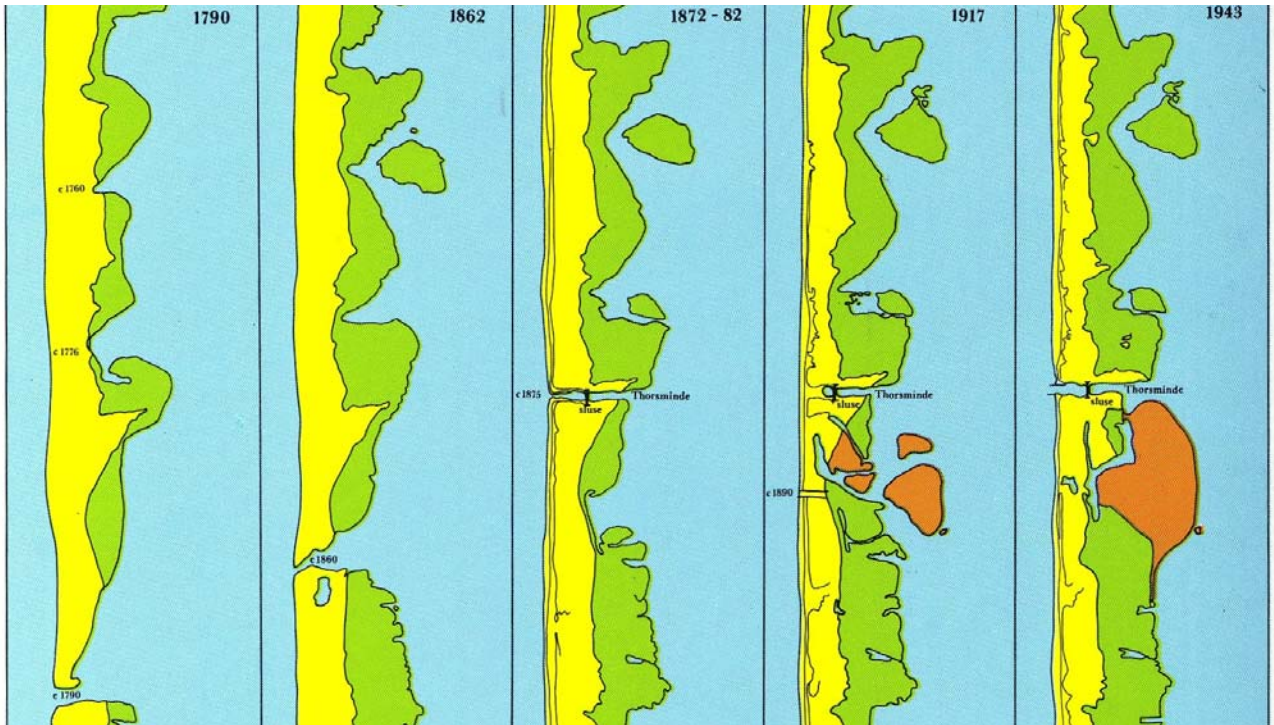 1790
c 1760
c 1776
c 1790
1862
c 1860
1872 - 82
c 1875
Thorsminde
sluse
1917
Thorsminde
sluse
c 1890
1943
Thorsminde
sluse